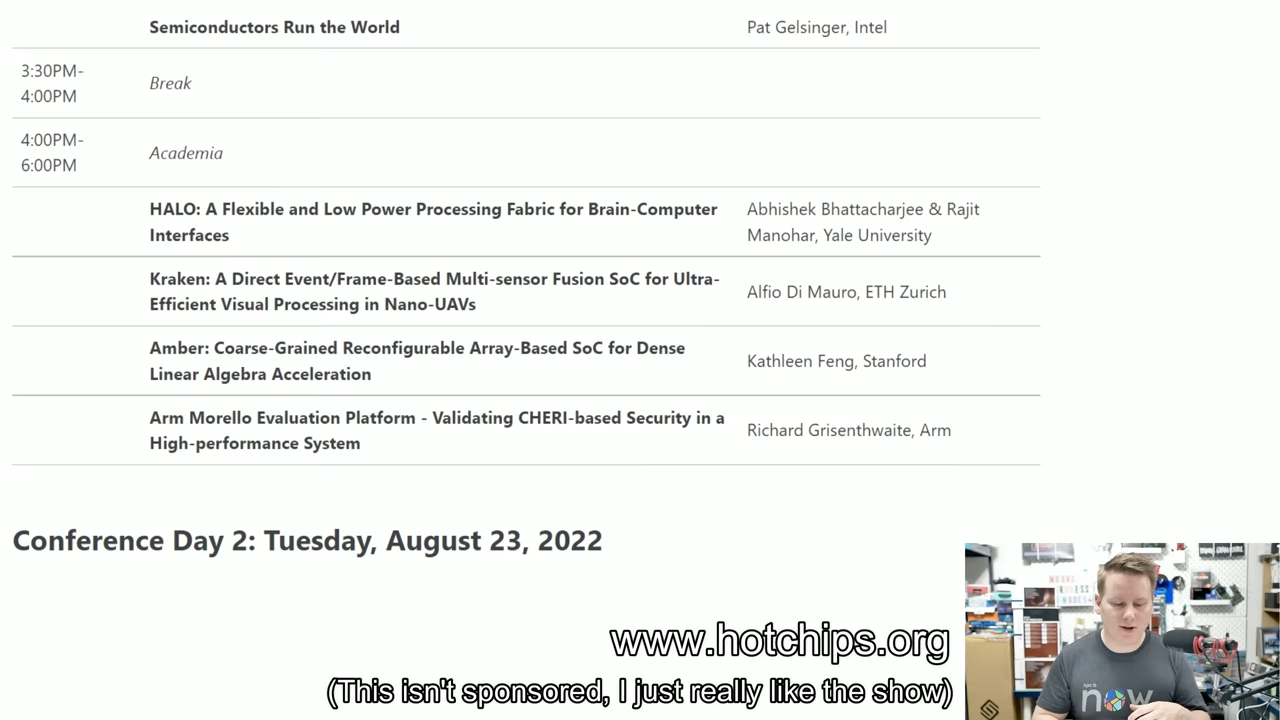 Semiconductors Run the World
Pat Gelsinger, Intel
3:30PM-
4:00PM
Break
4:00PM-
6:00PM
Academia
HALO: A Flexible and Low Power Processing Fabric for Brain-Computer
Interfaces
Abhishek Bhattacharjee & Rajit
Manohar, Yale University
Kraken: A Direct Event/Frame-Based Multi-sensor Fusion SoC for Ultra-
Efficient Visual Processing in Nano-UAVs
Alfio Di Mauro, ETH Zurich
Amber: Coarse-Grained Reconfigurable Array-Based SoC for Dense
Linear Algebra Acceleration
Kathleen Feng, Stanford
Arm Morello Evaluation Platform - Validating CHERI-based Security in a
High-performance System
Richard Grisenthwaite, Arm
Conference Day 2: Tuesday, August 23, 2022
www.hotchips.org
(This isn't sponsored, I just really like the show)
now